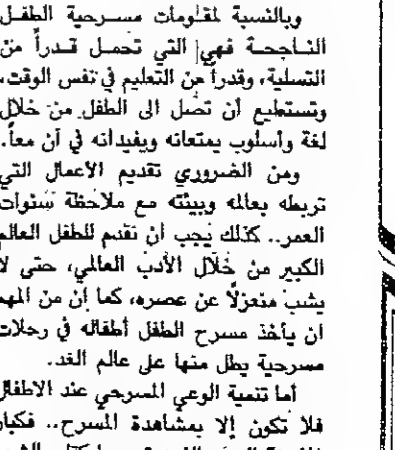 وبالنسبة لمقومات مسرحية الطفل
الناجحة فهي التي تحمل قدراً من
التسلية، وقدراً من التعليم في نفس الوقت،
وتستطيع أن تصل الى الطفل من خلال
لغة وأسلوب يمتعانه ويفيدانه في آن معاً.
ومن الضروري تقديم الأعمال التي
تربطه بعالمه وبيئته مع ملاحظة سنوات
العمر.. كذلك يجب أن نقدم للطفل العالم
الكبير من خلال الأدب العالمي، حتى لا
يشب منعزلاً عن عصره، كما ان من المهم
ان يأخذ مسرح الطفل أطفاله في رحلات
مسرحية يطل منها على عالم الغد.
أما تنمية الوعي المسرحي عند الاطفال
فلا تكون إلا بمشاهدة المسرح.. فكبار